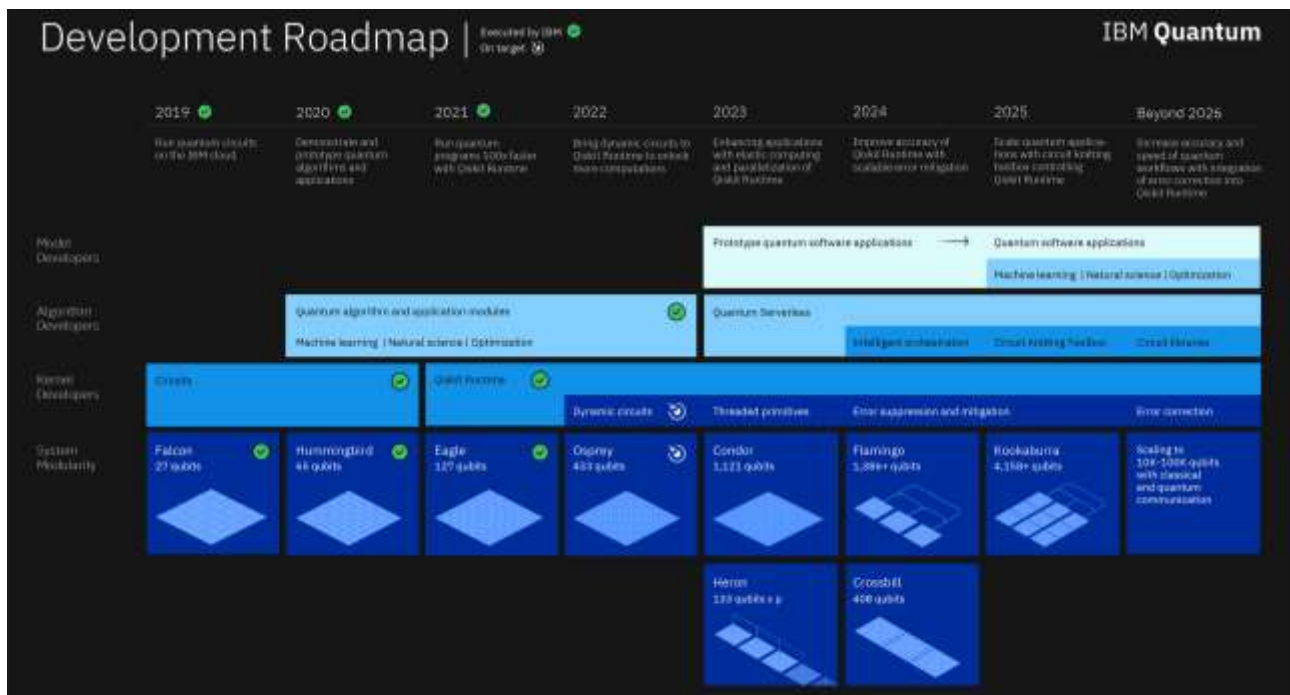 Development Roadmap |
Executed by IBM
On target
IBM Quantum
2019
2020
2021
2022
2023
2024
2025
Beyond 2026
Run quantum circuits
on the IBM cloud
Demonstrate and
prototype quantum
algorithms and
applications
Run quantum
programs 100x faster
with Qiskit Runtime
Bring dynamic circuits to
Qiskit Runtime to unlock
more computations
Enhancing applications
with elastic computing
and parallelization of
Qiskit Runtime
Improve accuracy of
Qiskit Runtime with
scalable error mitigation
Scale quantum applica-
tions with circuit knitting
toolbox controlling
Qiskit Runtime
Increase accuracy and
speed of quantum
workflows with integration
of error correction into
Qiskit Runtime
Model
Developers
Prototype quantum software applications →
Quantum software applications
Machine learning | Natural science | Optimization
Algorithm
Developers
Quantum algorithm and application modules
Machine learning | Natural science | Optimization
Quantum Serverless
Intelligent orchestration
Circuit Knitting Toolbox
Circuit libraries
Kernel
Developers
Circuits
Qiskit Runtime
Dynamic circuits
Threaded primitives
Error suppression and mitigation
Error correction
System
Modularity
Falcon
27 qubits
Hummingbird
65 qubits
Eagle
127 qubits
Osprey
433 qubits
Condor
1,121 qubits
Flamingo
1,386+ qubits
Kookaburra
4,158+ qubits
Scaling to
10K-100K qubits
with classical
and quantum
communication
Heron
133 qubits x p
Crossbill
408 qubits